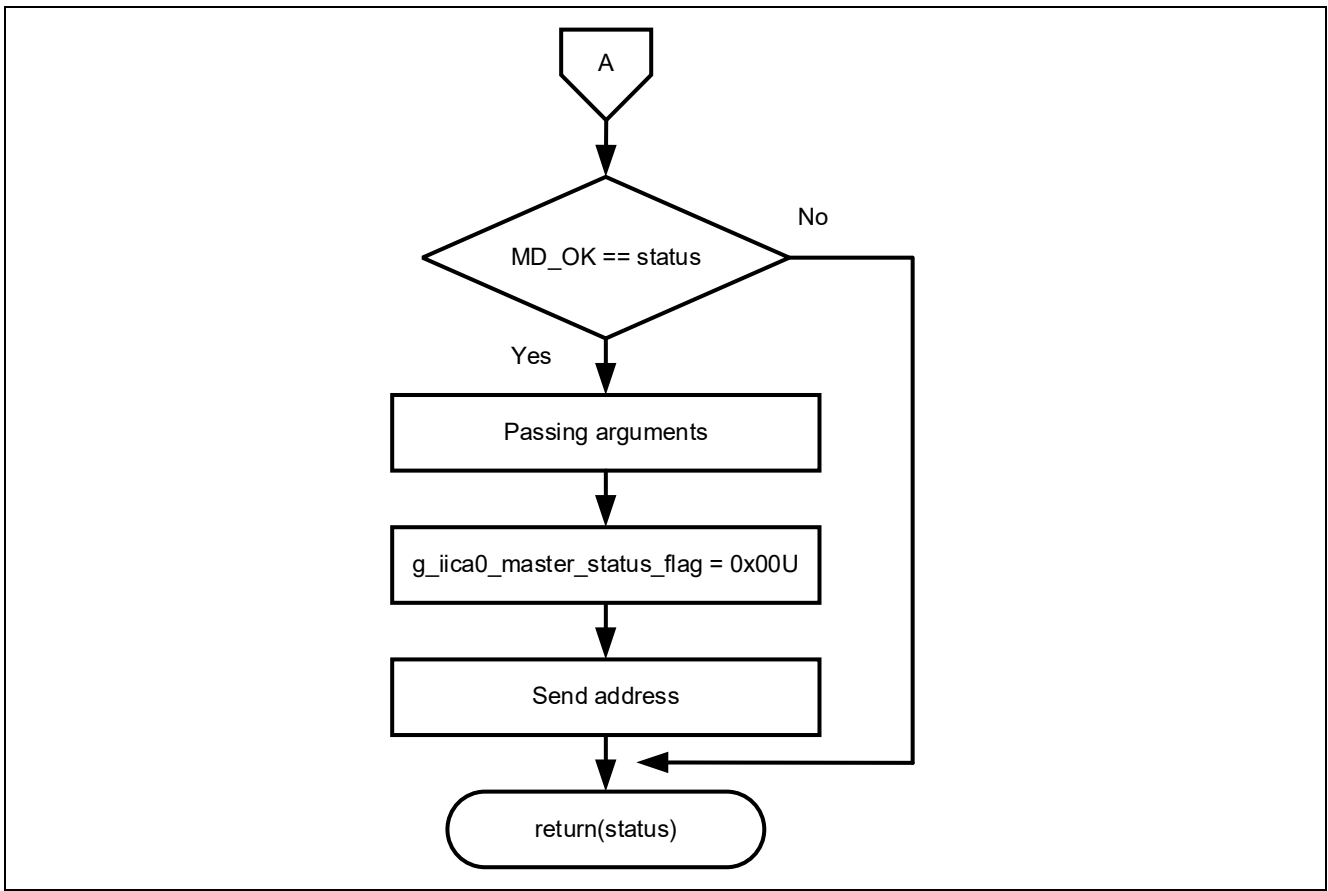 A
MD_OK == status
No
Yes
Passing arguments
g_iica0_master_status_flag = 0x00U
Send address
return(status)